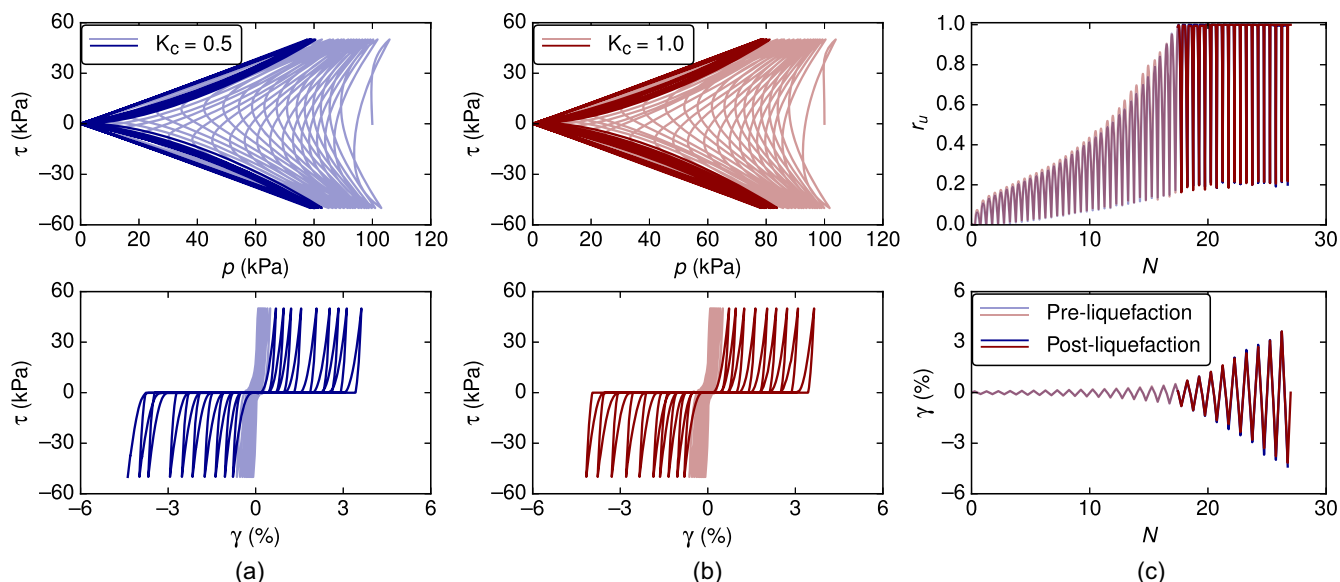 60
30
0
−30
−60
τ (kPa)
K_c = 0.5
0 20 40 60 80 100 120
p (kPa)
60
30
0
−30
−60
τ (kPa)
K_c = 1.0
0 20 40 60 80 100 120
p (kPa)
1.0
0.8
0.6
0.4
0.2
0.0
r_u
0 10 20 30
N
60
30
0
−30
−60
τ (kPa)
−6 −3 0 3 6
γ (%)
(a)
60
30
0
−30
−60
τ (kPa)
−6 −3 0 3 6
γ (%)
(b)
6
3
0
−3
−6
γ (%)
Pre-liquefaction
Post-liquefaction
0 10 20 30
N
(c)